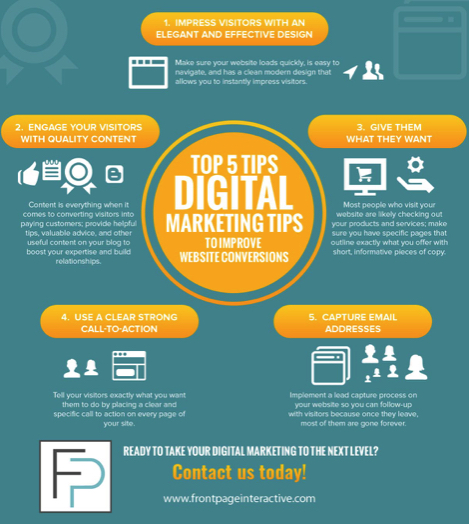 1. IMPRESS VISITORS WITH AN
ELEGANT AND EFFECTIVE DESIGN
Make sure your website loads quickly, is easy to
navigate, and has a clean modern design that
allows you to instantly impress visitors.
2. ENGAGE YOUR VISITORS
WITH QUALITY CONTENT
Content is everything when it
comes to converting visitors into
paying customers; provide helpful
tips, valuable advice, and other
useful content on your blog to
boost your expertise and build
relationships.
TOP 5 TIPS
DIGITAL
MARKETING TIPS
TO IMPROVE
WEBSITE CONVERSIONS
3. GIVE THEM
WHAT THEY WANT
Most people who visit your
website are likely checking out
your products and services; make
sure you have specific pages that
outline exactly what you offer with
short, informative pieces of copy.
4. USE A CLEAR STRONG
CALL-TO-ACTION
Tell your visitors exactly what you want
them to do by placing a clear and
specific call to action on every page of
your site.
5. CAPTURE EMAIL
ADDRESSES
Implement a lead capture process on
your website so you can follow-up
with visitors because once they leave,
most of them are gone forever.
FP
READY TO TAKE YOUR DIGITAL MARKETING TO THE NEXT LEVEL?
Contact us today!
www.frontpageinteractive.com